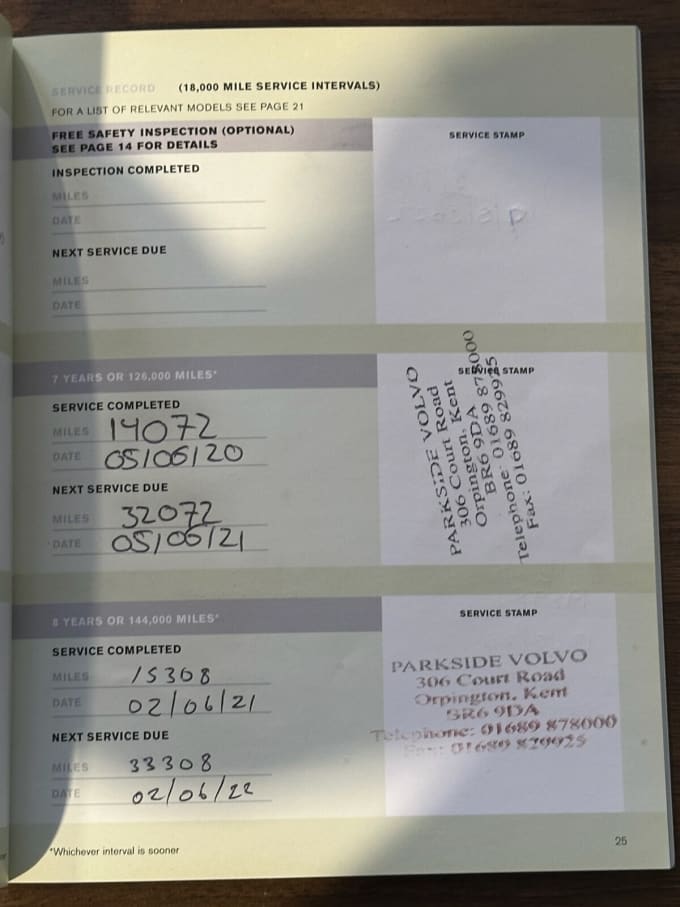 SERVICE RECORD (18,000 MILE SERVICE INTERVALS)
FOR A LIST OF RELEVANT MODELS SEE PAGE 21
FREE SAFETY INSPECTION (OPTIONAL)
SEE PAGE 14 FOR DETAILS
SERVICE STAMP
INSPECTION COMPLETED
MILES
DATE
NEXT SERVICE DUE
MILES
DATE
7 YEARS OR 126,000 MILES*
SERVICE STAMP
SERVICE COMPLETED
MILES 14072
DATE 05/06/20
NEXT SERVICE DUE
MILES 32072
DATE 05/06/21
PARKSIDE VOLVO
306 Court Road
Orpington, Kent
BR6 9DA
Telephone: 01689 878000
Fax: 01689 829925
8 YEARS OR 144,000 MILES*
SERVICE STAMP
SERVICE COMPLETED
MILES 15308
DATE 02/06/21
NEXT SERVICE DUE
MILES 33308
DATE 02/06/22
PARKSIDE VOLVO
306 Court Road
Orpington, Kent
BR6 9DA
Telephone: 01689 878000
Fax: 01689 829925
*Whichever interval is sooner
25